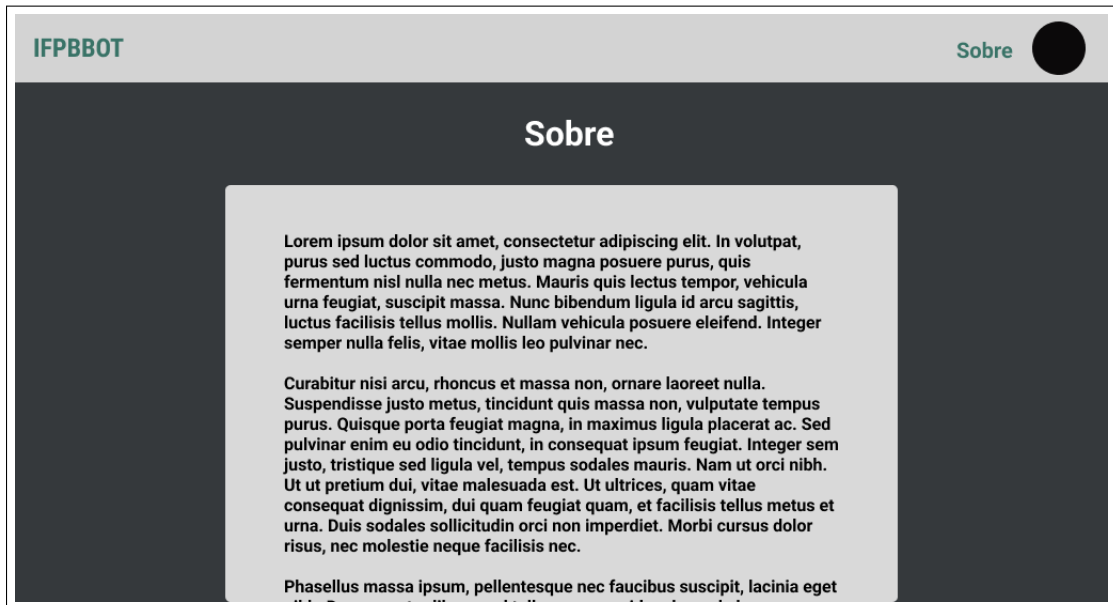 IFPBBOT
Sobre
Sobre
Lorem ipsum dolor sit amet, consectetur adipiscing elit. In volutpat,
purus sed luctus commodo, justo magna posuere purus, quis
fermentum nisl nulla nec metus. Mauris quis lectus tempor, vehicula
urna feugiat, suscipit massa. Nunc bibendum ligula id arcu sagittis,
luctus facilisis tellus mollis. Nullam vehicula posuere eleifend. Integer
semper nulla felis, vitae mollis leo pulvinar nec.
Curabitur nisi arcu, rhoncus et massa non, ornare laoreet nulla.
Suspendisse justo metus, tincidunt quis massa non, vulputate tempus
purus. Quisque porta feugiat magna, in maximus ligula placerat ac. Sed
pulvinar enim eu odio tincidunt, in consequat ipsum feugiat. Integer sem
justo, tristique sed ligula vel, tempus sodales mauris. Nam ut orci nibh.
Ut ut pretium dui, vitae malesuada est. Ut ultrices, quam vitae
consequat dignissim, dui quam feugiat quam, et facilisis tellus metus et
urna. Duis sodales sollicitudin orci non imperdiet. Morbi cursus dolor
risus, nec molestie neque facilisis nec.
Phasellus massa ipsum, pellentesque nec faucibus suscipit, lacinia eget